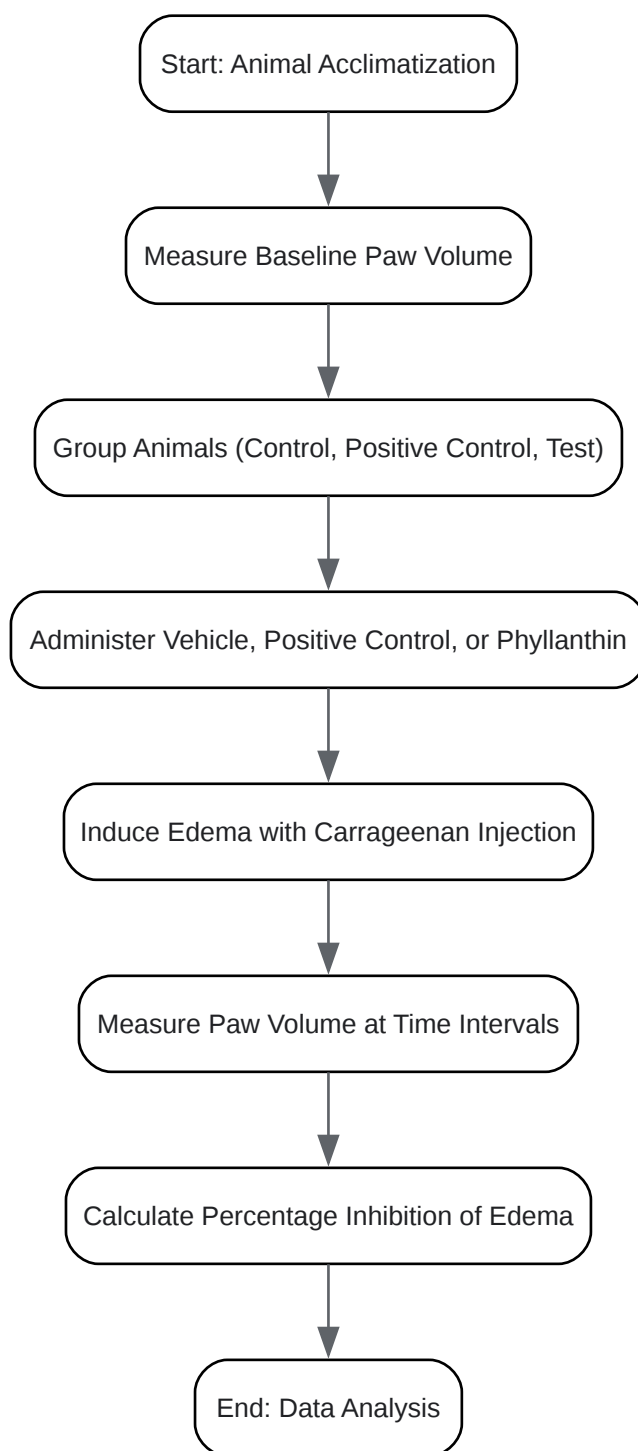 Start: Animal Acclimatization
Measure Baseline Paw Volume
Group Animals (Control, Positive Control, Test)
Administer Vehicle, Positive Control, or Phyllanthin
Induce Edema with Carrageenan Injection
Measure Paw Volume at Time Intervals
Calculate Percentage Inhibition of Edema
End: Data Analysis